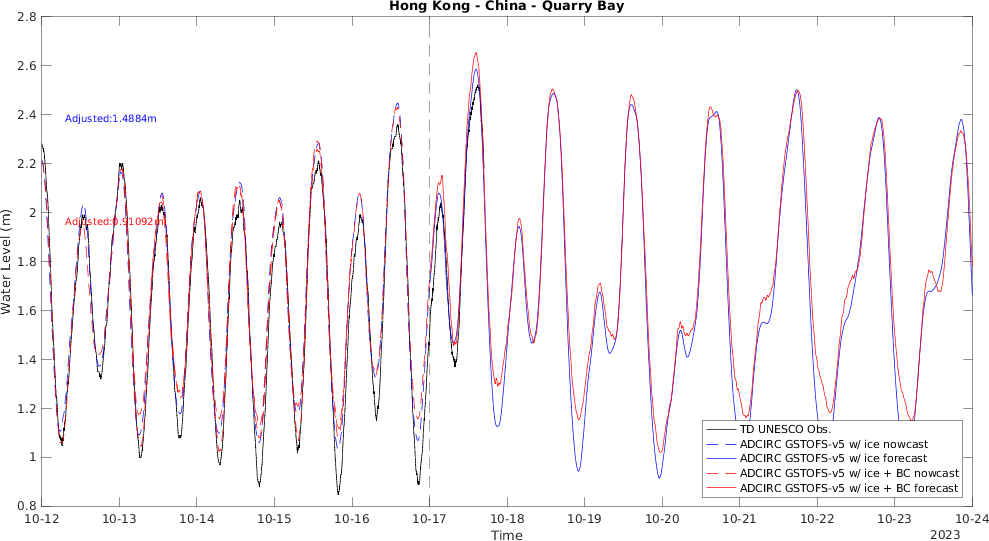 Hong Kong - China - Quarry Bay
2.8
2.6
2.4
2.2
2
1.8
1.6
1.4
1.2
1
0.8
Water Level (m)
Adjusted:1.4884m
Adjusted:0.91092m
TD UNESCO Obs.
ADCIRC GSTOFS-v5 w/ ice nowcast
ADCIRC GSTOFS-v5 w/ ice forecast
ADCIRC GSTOFS-v5 w/ ice + BC nowcast
ADCIRC GSTOFS-v5 w/ ice + BC forecast
10-12 10-13 10-14 10-15 10-16 10-17 10-18 10-19 10-20 10-21 10-22 10-23 10-24
Time
2023